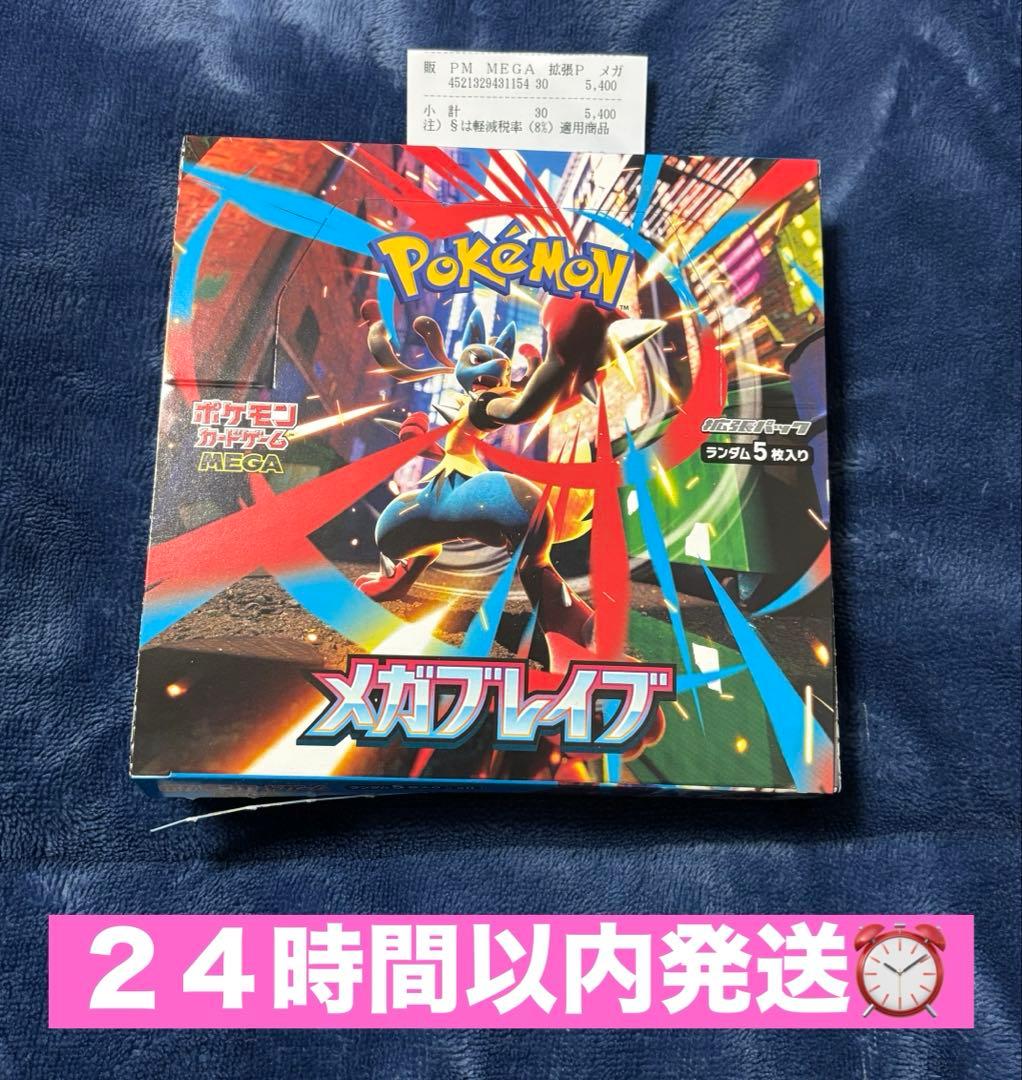 販 PM MEGA 拡張P メガ
4521329431154 30 5,400
小計 30 5,400
注)§は軽減税率(8%)適用商品
POKéMON
TM
ポケモン
カードゲーム
MEGA
拡張パック
ランダム5枚入り
メガブレイブ
24時間以内発送